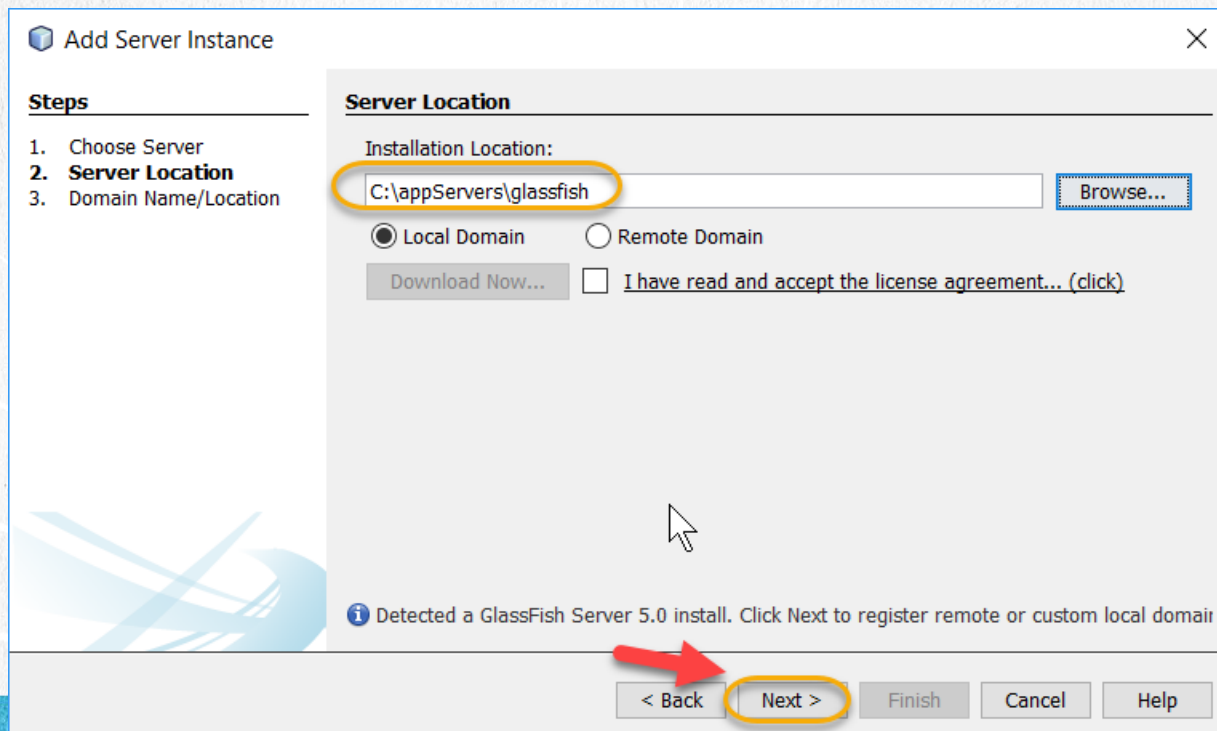 Add Server Instance
Steps
1. Choose Server
2. Server Location
3. Domain Name/Location
Server Location
Installation Location:
C:\appServers\glassfish
Browse...
Local Domain
Remote Domain
Download Now...
I have read and accept the license agreement... (click)
Detected a GlassFish Server 5.0 install. Click Next to register remote or custom local
< Back
Next >
Finish
Cancel
Help